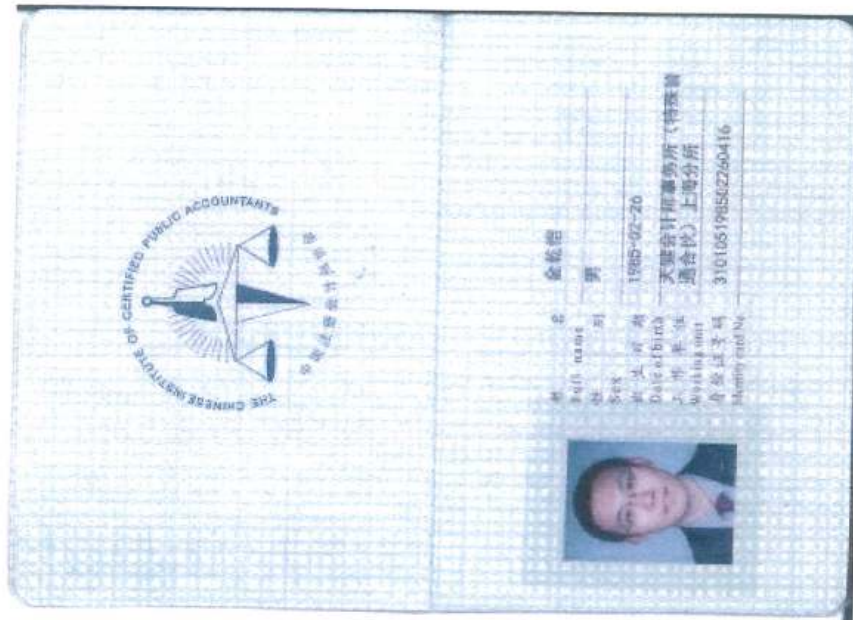 THE CHINESE INSTITUTE OF CERTIFIED PUBLIC ACCOUNTANTS
中国注册会计师协会
姓 名 金乾恺
Full name
性 别 男
Sex
出生日期 1985-02-26
Date of birth
工作单位 天健会计师事务所（特殊普
通合伙）上海分所
Working unit
身份证号码 310105198502260416
Identity card No.